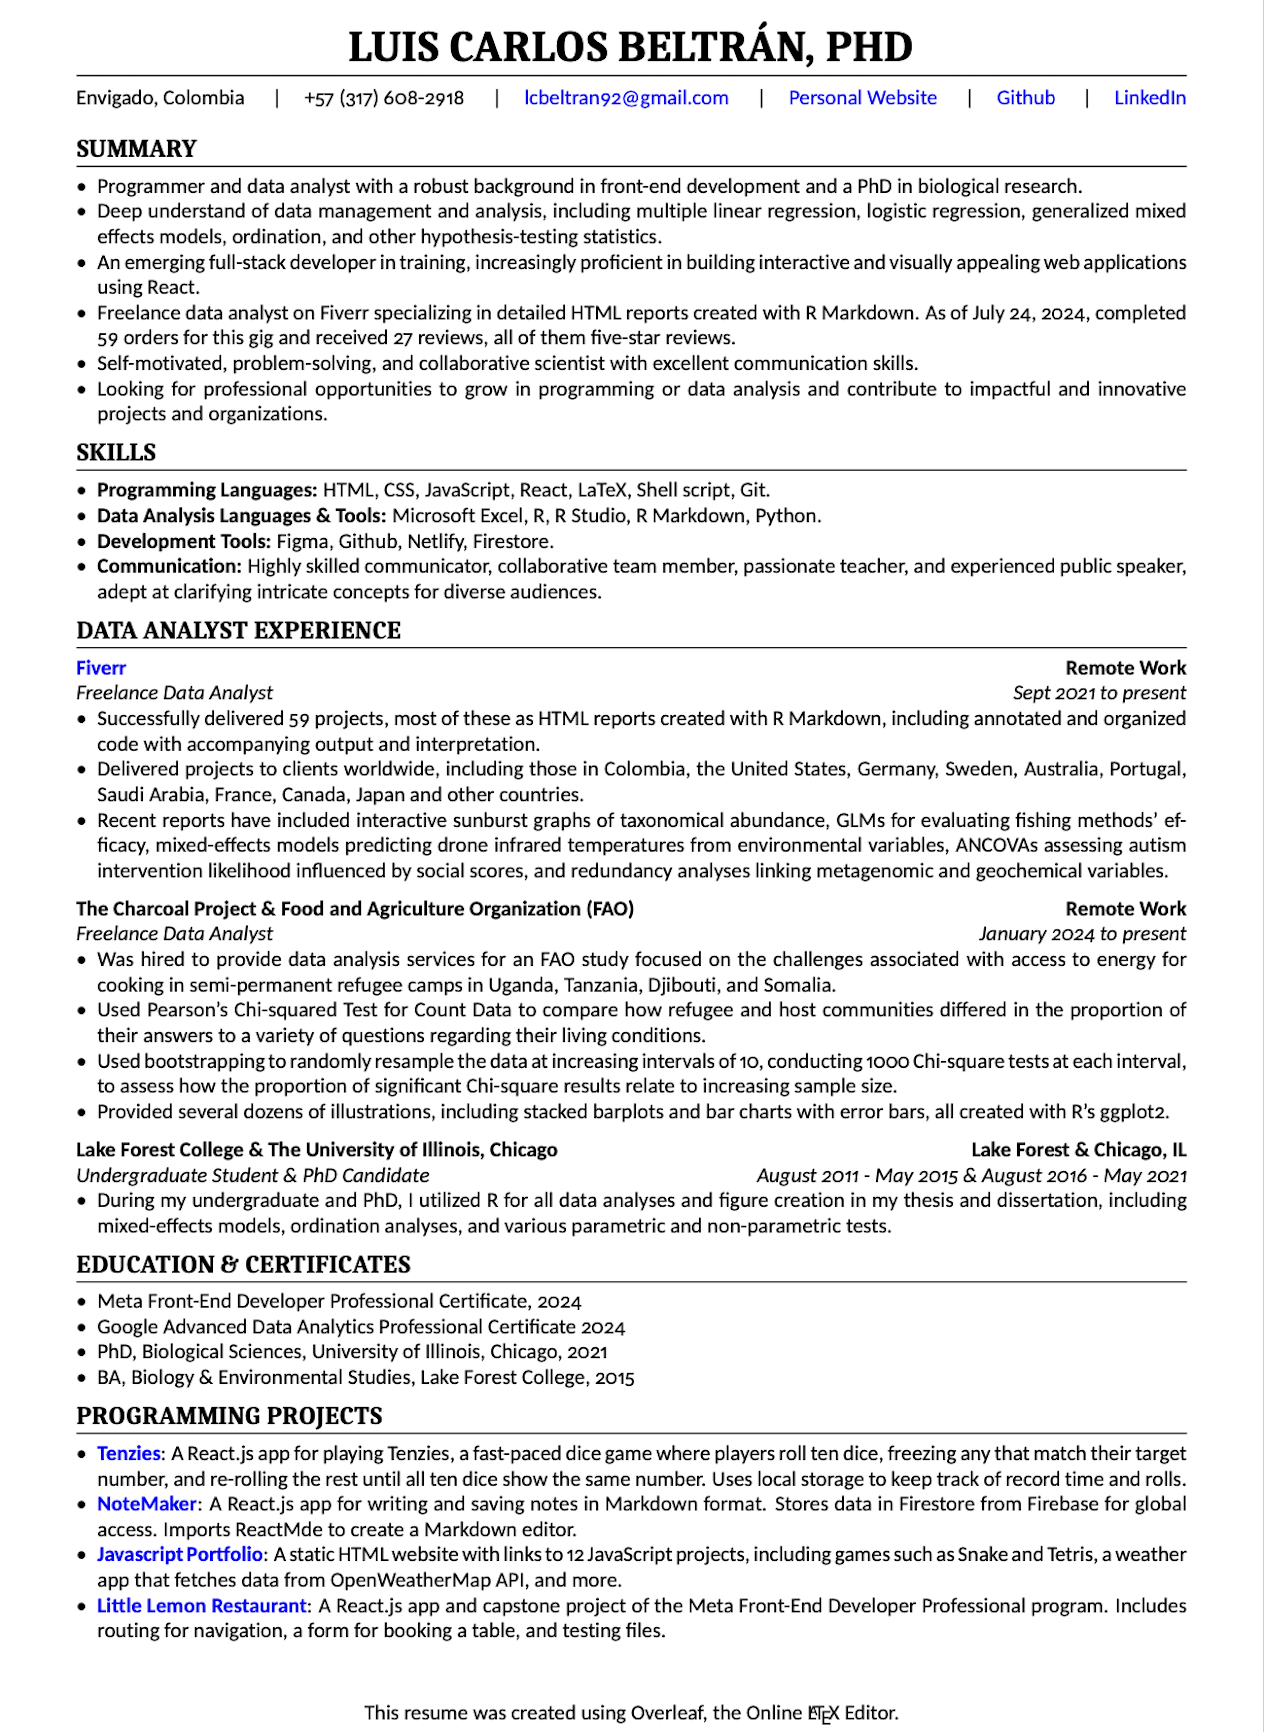 LUIS CARLOS BELTRÁN, PHD
Envigado, Colombia | +57 (317) 608-2918 | lcbeltran92@gmail.com | Personal Website | Github | LinkedIn
SUMMARY
• Programmer and data analyst with a robust background in front-end development and a PhD in biological research.
• Deep understand of data management and analysis, including multiple linear regression, logistic regression, generalized mixed
effects models, ordination, and other hypothesis-testing statistics.
• An emerging full-stack developer in training, increasingly proficient in building interactive and visually appealing web applications
using React.
• Freelance data analyst on Fiverr specializing in detailed HTML reports created with R Markdown. As of July 24, 2024, completed
59 orders for this gig and received 27 reviews, all of them five-star reviews.
• Self-motivated, problem-solving, and collaborative scientist with excellent communication skills.
• Looking for professional opportunities to grow in programming or data analysis and contribute to impactful and innovative
projects and organizations.
SKILLS
• Programming Languages: HTML, CSS, JavaScript, React, LaTeX, Shell script, Git.
• Data Analysis Languages & Tools: Microsoft Excel, R, R Studio, R Markdown, Python.
• Development Tools: Figma, Github, Netlify, Firestore.
• Communication: Highly skilled communicator, collaborative team member, passionate teacher, and experienced public speaker,
adept at clarifying intricate concepts for diverse audiences.
DATA ANALYST EXPERIENCE
Fiverr Remote Work
Freelance Data Analyst Sept 2021 to present
• Successfully delivered 59 projects, most of these as HTML reports created with R Markdown, including annotated and organized
code with accompanying output and interpretation.
• Delivered projects to clients worldwide, including those in Colombia, the United States, Germany, Sweden, Australia, Portugal,
Saudi Arabia, France, Canada, Japan and other countries.
• Recent reports have included interactive sunburst graphs of taxonomical abundance, GLMs for evaluating fishing methods' ef-
ficacy, mixed-effects models predicting drone infrared temperatures from environmental variables, ANCOVAs assessing autism
intervention likelihood influenced by social scores, and redundancy analyses linking metagenomic and geochemical variables.
The Charcoal Project & Food and Agriculture Organization (FAO) Remote Work
Freelance Data Analyst January 2024 to present
• Was hired to provide data analysis services for an FAO study focused on the challenges associated with access to energy for
cooking in semi-permanent refugee camps in Uganda, Tanzania, Djibouti, and Somalia.
• Used Pearson's Chi-squared Test for Count Data to compare how refugee and host communities differed in the proportion of
their answers to a variety of questions regarding their living conditions.
• Used bootstrapping to randomly resample the data at increasing intervals of 10, conducting 1000 Chi-square tests at each interval,
to assess how the proportion of significant Chi-square results relate to increasing sample size.
• Provided several dozens of illustrations, including stacked barplots and bar charts with error bars, all created with R's ggplot2.
Lake Forest College & The University of Illinois, Chicago Lake Forest & Chicago, IL
Undergraduate Student & PhD Candidate August 2011 - May 2015 & August 2016 - May 2021
• During my undergraduate and PhD, I utilized R for all data analyses and figure creation in my thesis and dissertation, including
mixed-effects models, ordination analyses, and various parametric and non-parametric tests.
EDUCATION & CERTIFICATES
• Meta Front-End Developer Professional Certificate, 2024
• Google Advanced Data Analytics Professional Certificate 2024
• PhD, Biological Sciences, University of Illinois, Chicago, 2021
• BA, Biology & Environmental Studies, Lake Forest College, 2015
PROGRAMMING PROJECTS
• Tenzies: A React.js app for playing Tenzies, a fast-paced dice game where players roll ten dice, freezing any that match their target
number, and re-rolling the rest until all ten dice show the same number. Uses local storage to keep track of record time and rolls.
• NoteMaker: A React.js app for writing and saving notes in Markdown format. Stores data in Firestore from Firebase for global
access. Imports ReactMde to create a Markdown editor.
• Javascript Portfolio: A static HTML website with links to 12 JavaScript projects, including games such as Snake and Tetris, a weather
app that fetches data from OpenWeatherMap API, and more.
• Little Lemon Restaurant: A React.js app and capstone project of the Meta Front-End Developer Professional program. Includes
routing for navigation, a form for booking a table, and testing files.
This resume was created using Overleaf, the Online LATEX Editor.